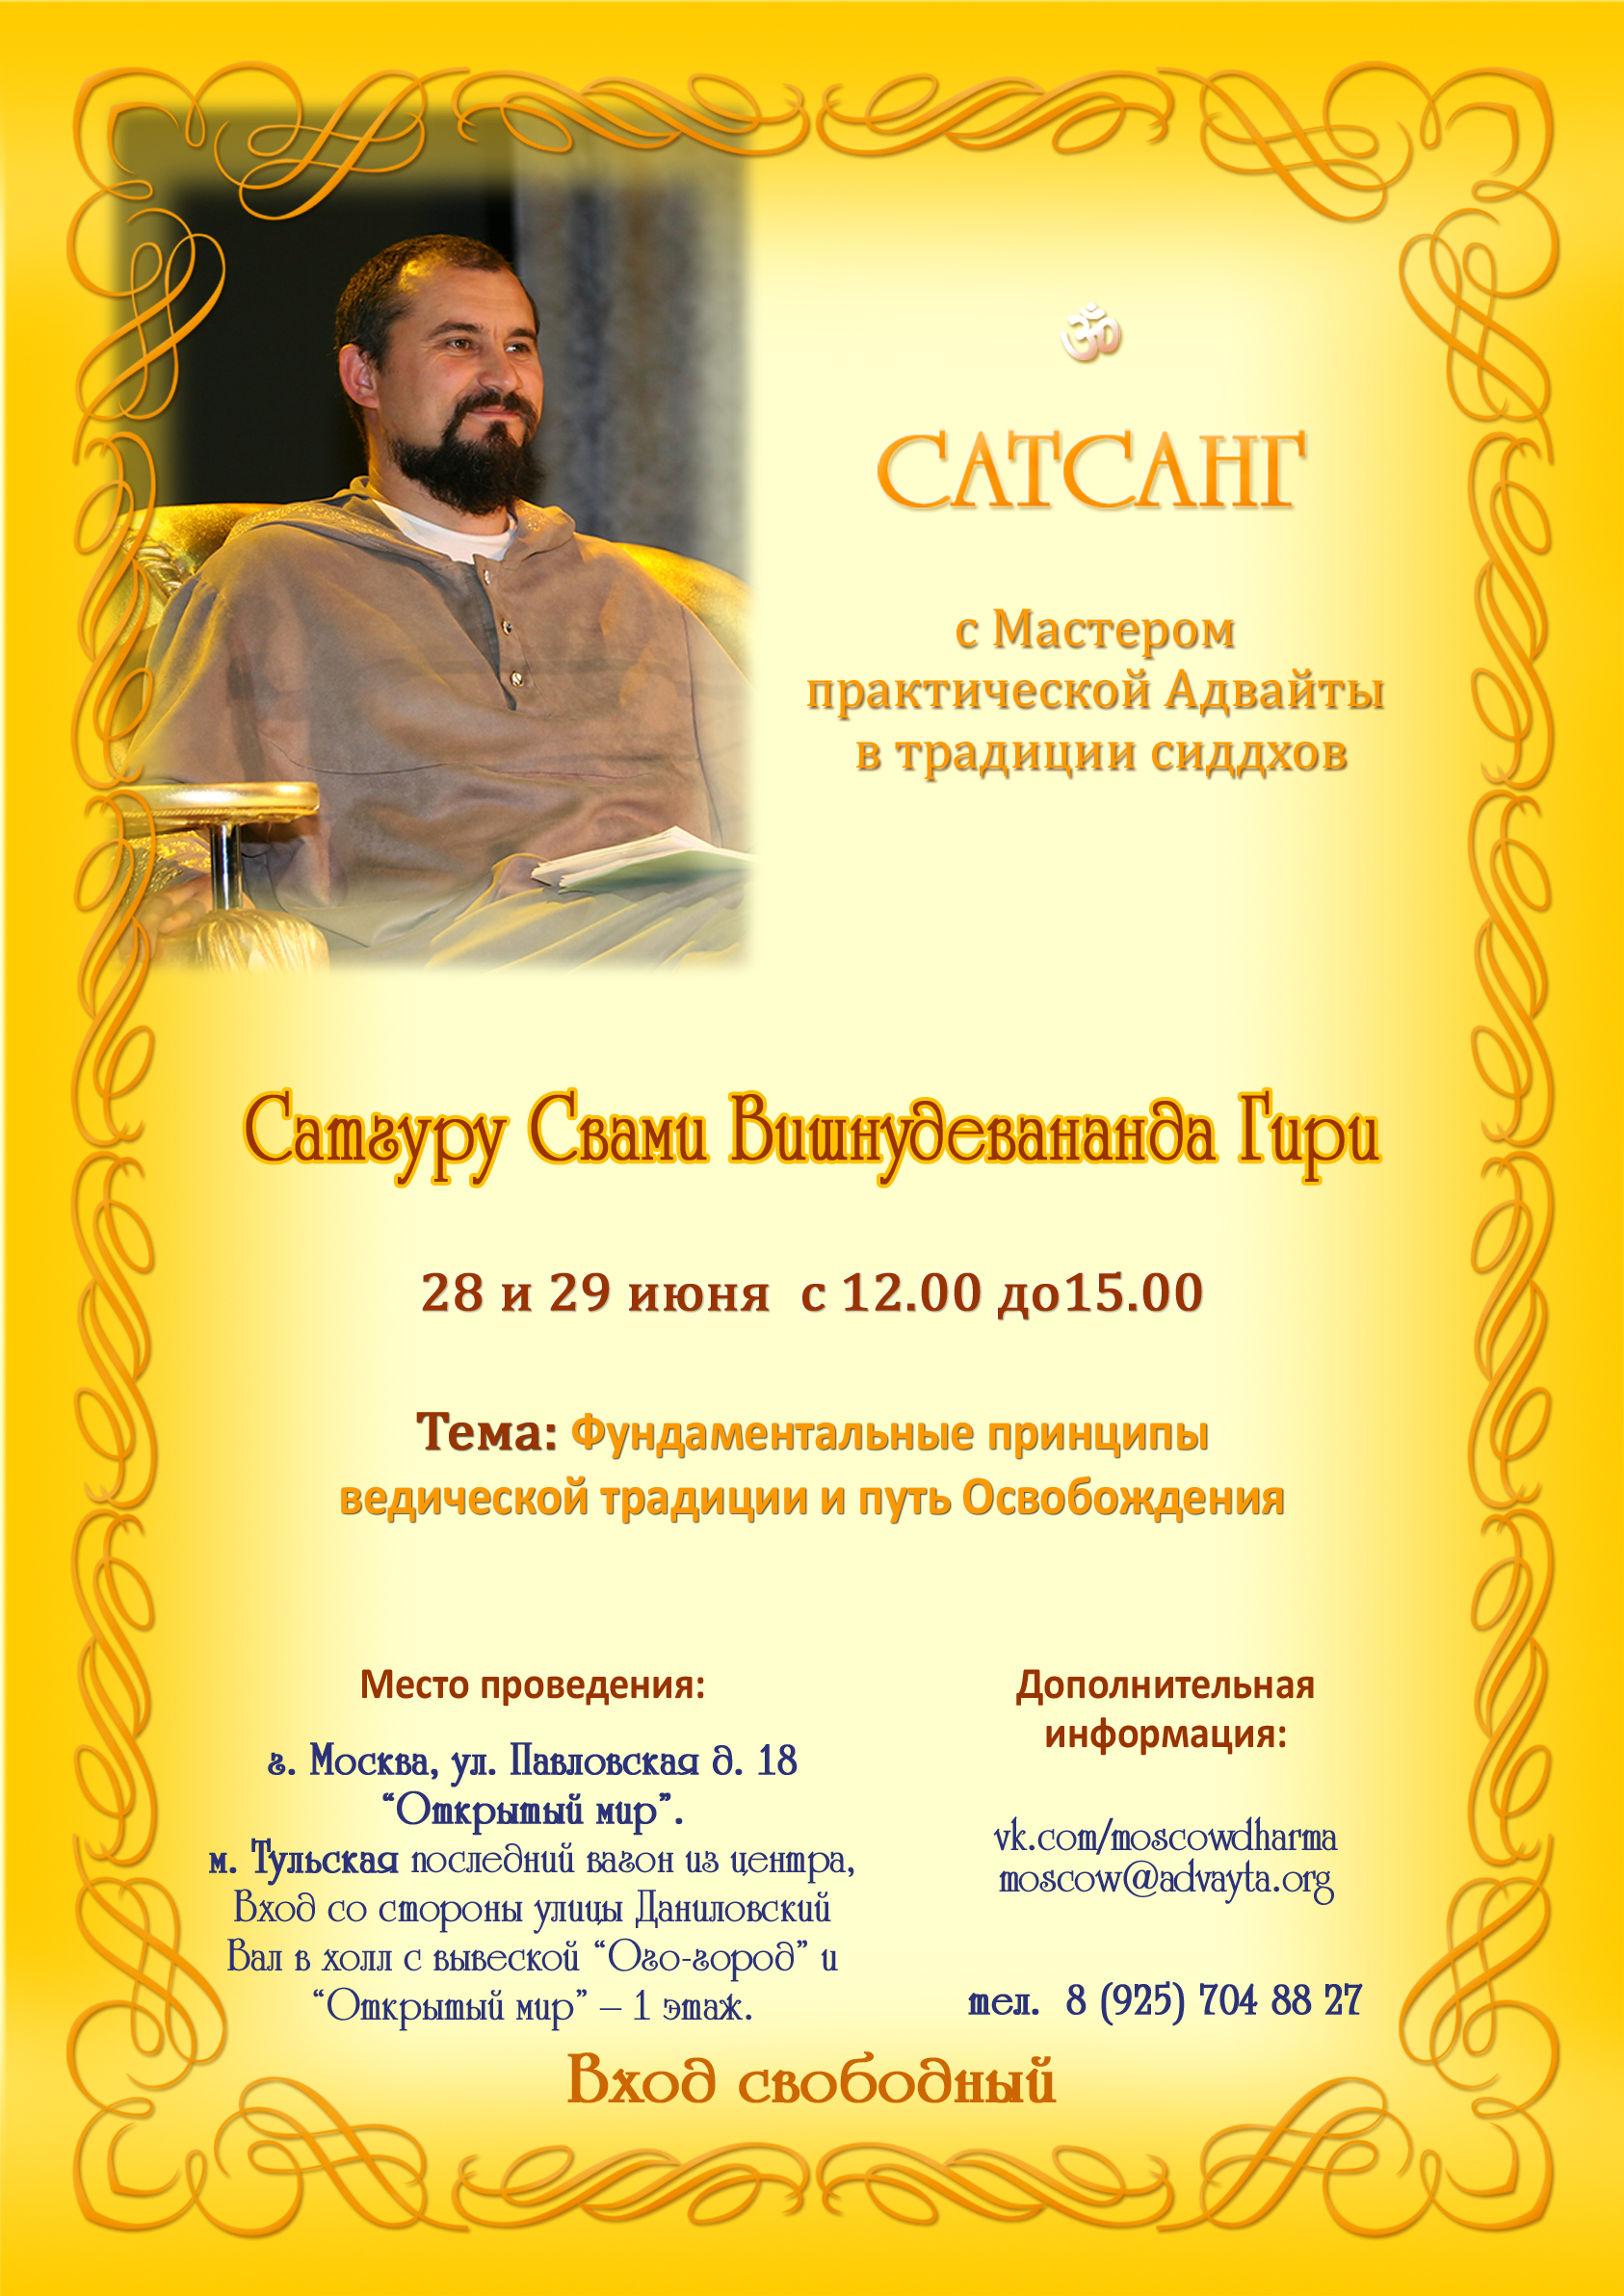 ॐ
САТСАНГ
с Мастером
практической Адвайты
в традиции сиддхов
Сатгуру Свами Вишнудевананда Гири
28 и 29 июня с 12.00 до15.00
Тема: Фундаментальные принципы
ведической традиции и путь Освобождения
Место проведения:
г. Москва, ул. Павловская д. 18
“Открытый мир”.
м. Тульская последний вагон из центра,
Вход со стороны улицы Даниловский
Вал в холл с вывеской “Ого-город” и
“Открытый мир” – 1 этаж.
Дополнительная
информация:
vk.com/moscowdharma
moscow@advayta.org
тел. 8 (925) 704 88 27
Вход свободный